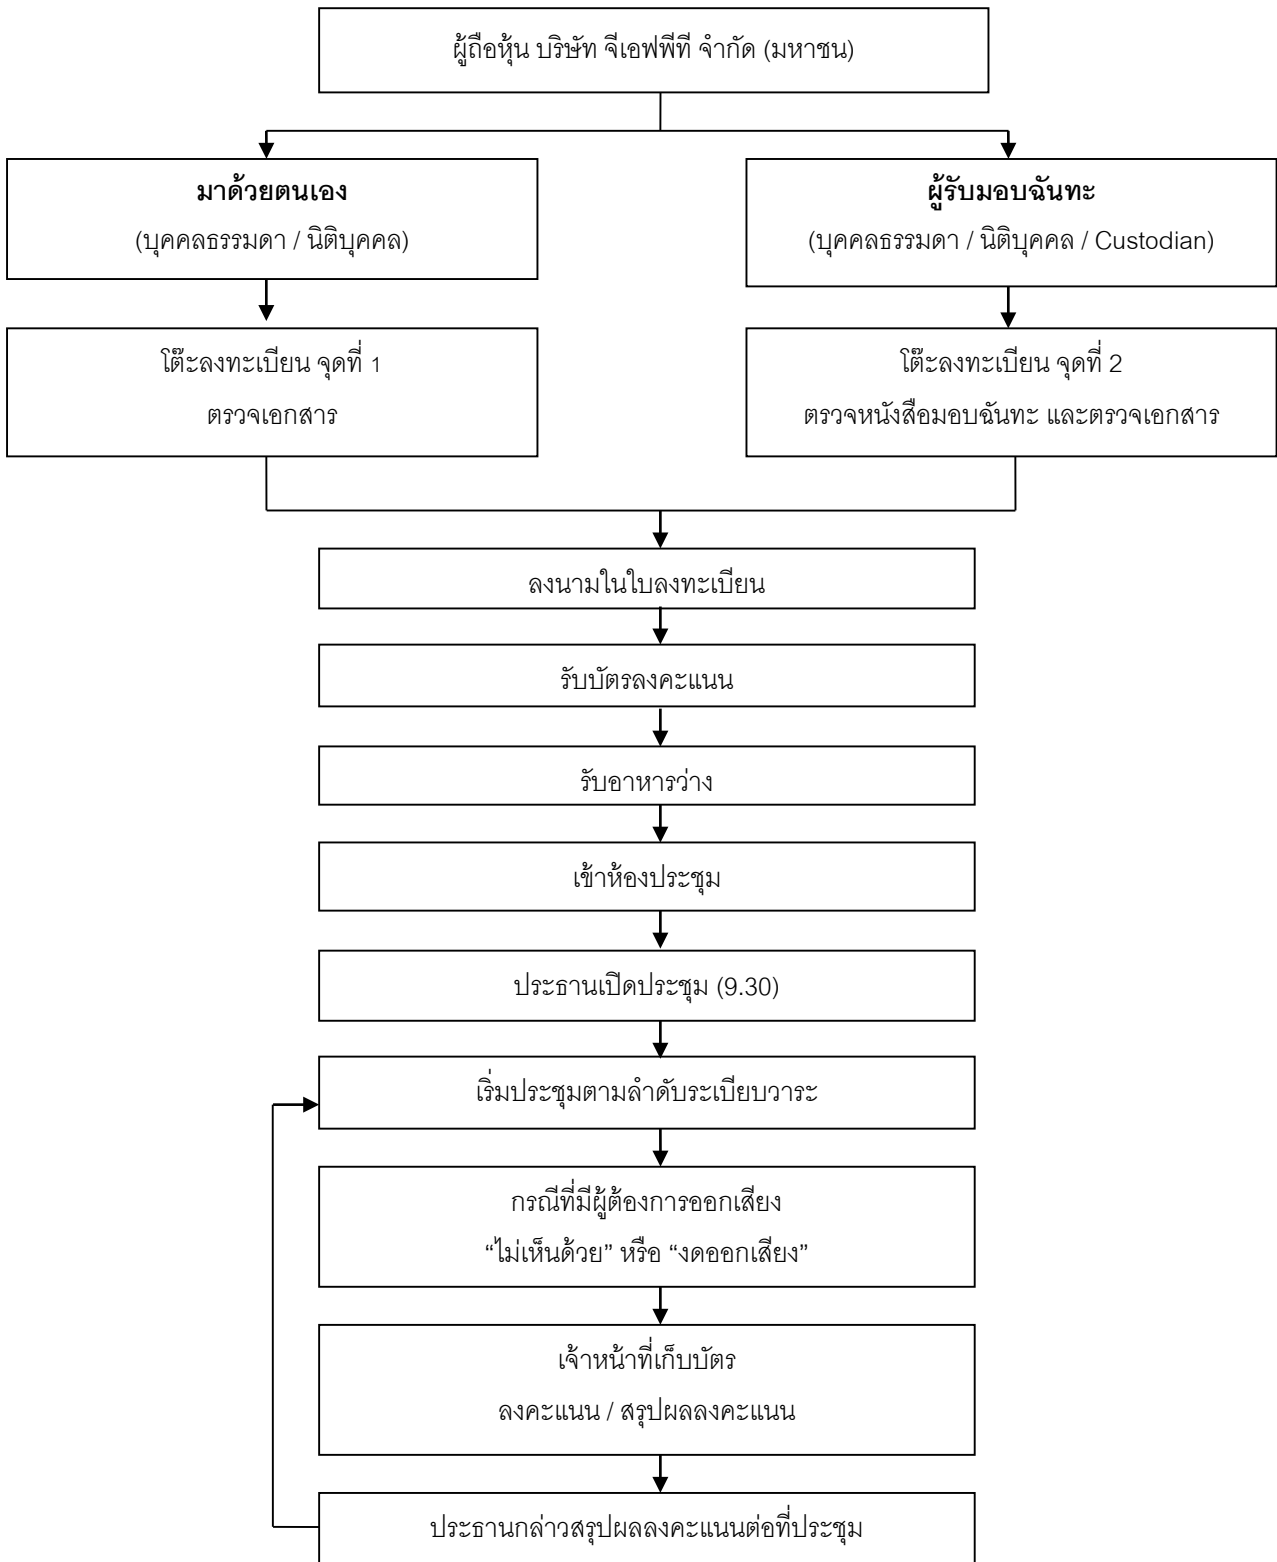 ผู้ถือหุ้น บริษัท จีเอฟพีที จำกัด (มหาชน)
มาด้วยตนเอง
(บุคคลธรรมดา / นิติบุคคล)
ผู้รับมอบฉันทะ
(บุคคลธรรมดา / นิติบุคคล / Custodian)
โต๊ะลงทะเบียน จุดที่ 1
ตรวจเอกสาร
โต๊ะลงทะเบียน จุดที่ 2
ตรวจหนังสือมอบฉันทะ และตรวจเอกสาร
ลงนามในใบลงทะเบียน
รับบัตรลงคะแนน
รับอาหารว่าง
เข้าห้องประชุม
ประธานเปิดประชุม (9.30)
เริ่มประชุมตามลำดับระเบียบวาระ
กรณีที่มีผู้ต้องการออกเสียง
“ไม่เห็นด้วย” หรือ “งดออกเสียง”
เจ้าหน้าที่เก็บบัตร
ลงคะแนน / สรุปผลลงคะแนน
ประธานกล่าวสรุปผลลงคะแนนต่อที่ประชุม